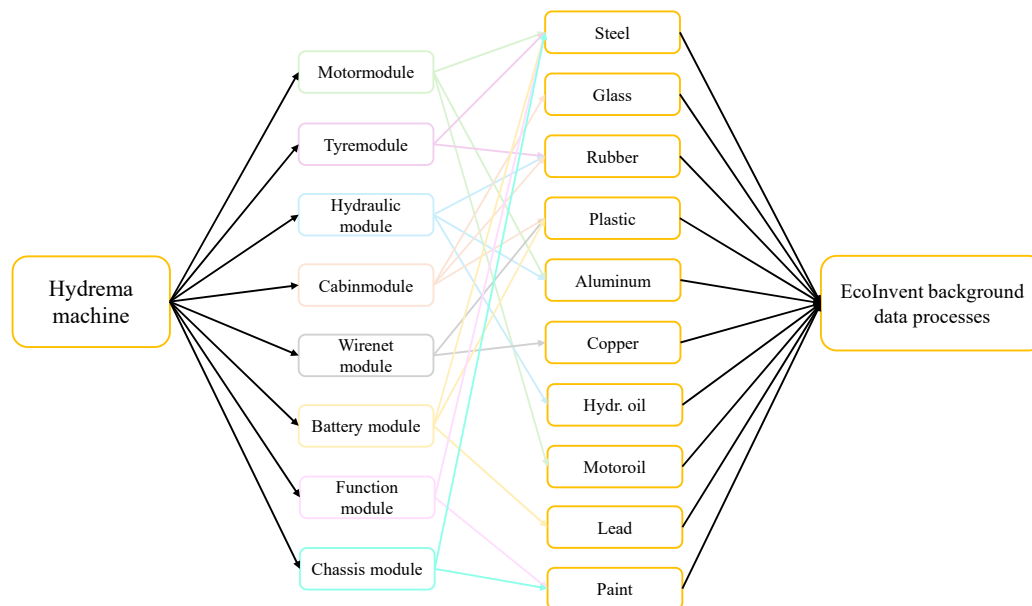 Hydrema
machine
Motormodule
Tyremodule
Hydraulic
module
Cabinmodule
Wirenet
module
Battery module
Function
module
Chassis module
Steel
Glass
Rubber
Plastic
Aluminum
Copper
Hydr. oil
Motoroil
Lead
Paint
EcoInvent background
data processes